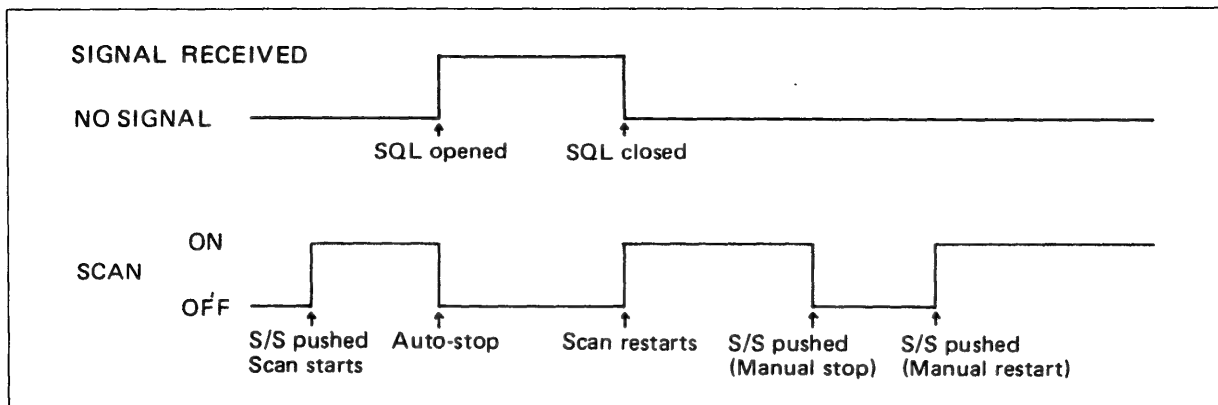 SIGNAL RECEIVED
NO SIGNAL
SQL opened
SQL closed
ON
SCAN
OFF
S/S pushed
Scan starts
Auto-stop
Scan restarts
S/S pushed
(Manual stop)
S/S pushed
(Manual restart)